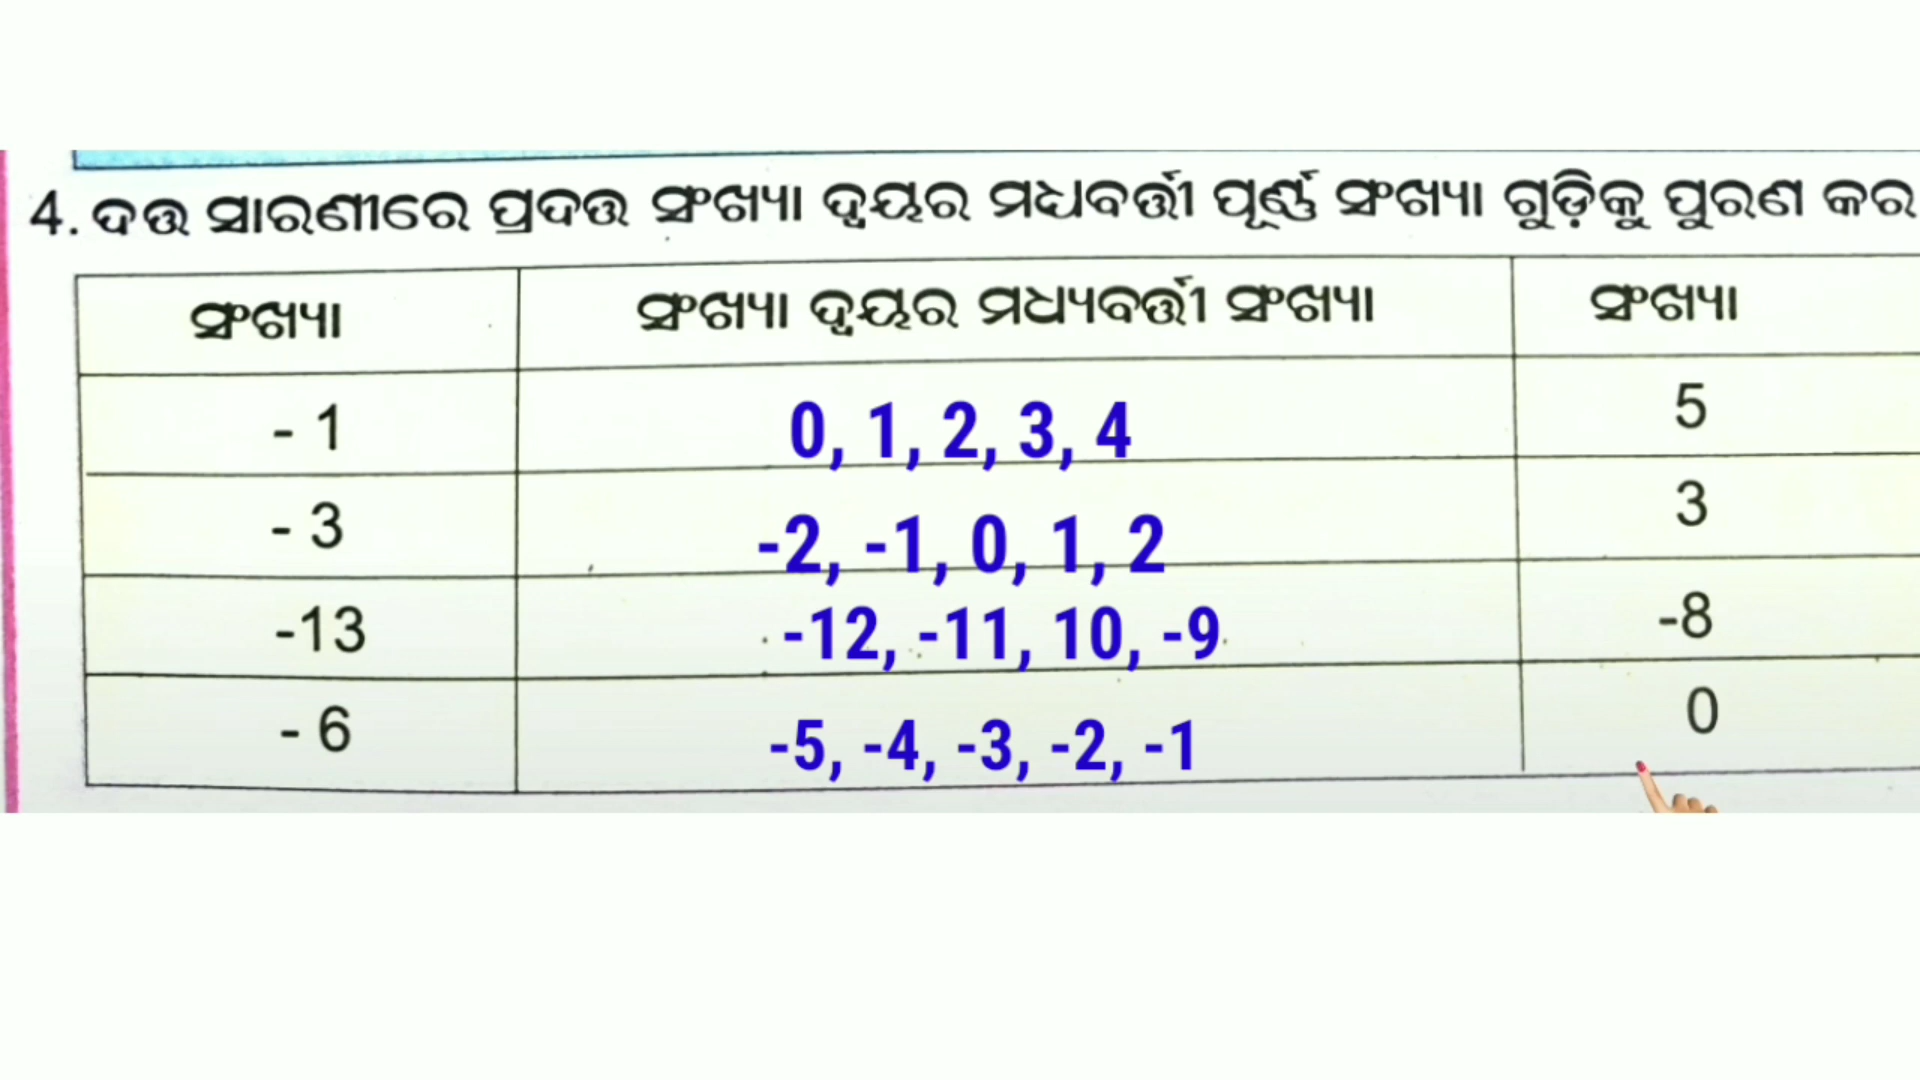 4. ଦତ୍ତ ସାରଣୀରେ ପ୍ରଦତ୍ତ ସଂଖ୍ୟା ଦ୍ୱୟର ମଧ୍ୟବର୍ତ୍ତୀ ପୂର୍ଣ୍ଣ ସଂଖ୍ୟା ଗୁଡ଼ିକୁ ପୁରଣ କର
ସଂଖ୍ୟା ସଂଖ୍ୟା ଦ୍ୱୟର ମଧ୍ୟବର୍ତ୍ତୀ ସଂଖ୍ୟା ସଂଖ୍ୟା
- 1 0, 1, 2, 3, 4 5
- 3 -2, -1, 0, 1, 2 3
-13 -12, -11, 10, -9 -8
- 6 -5, -4, -3, -2, -1 0